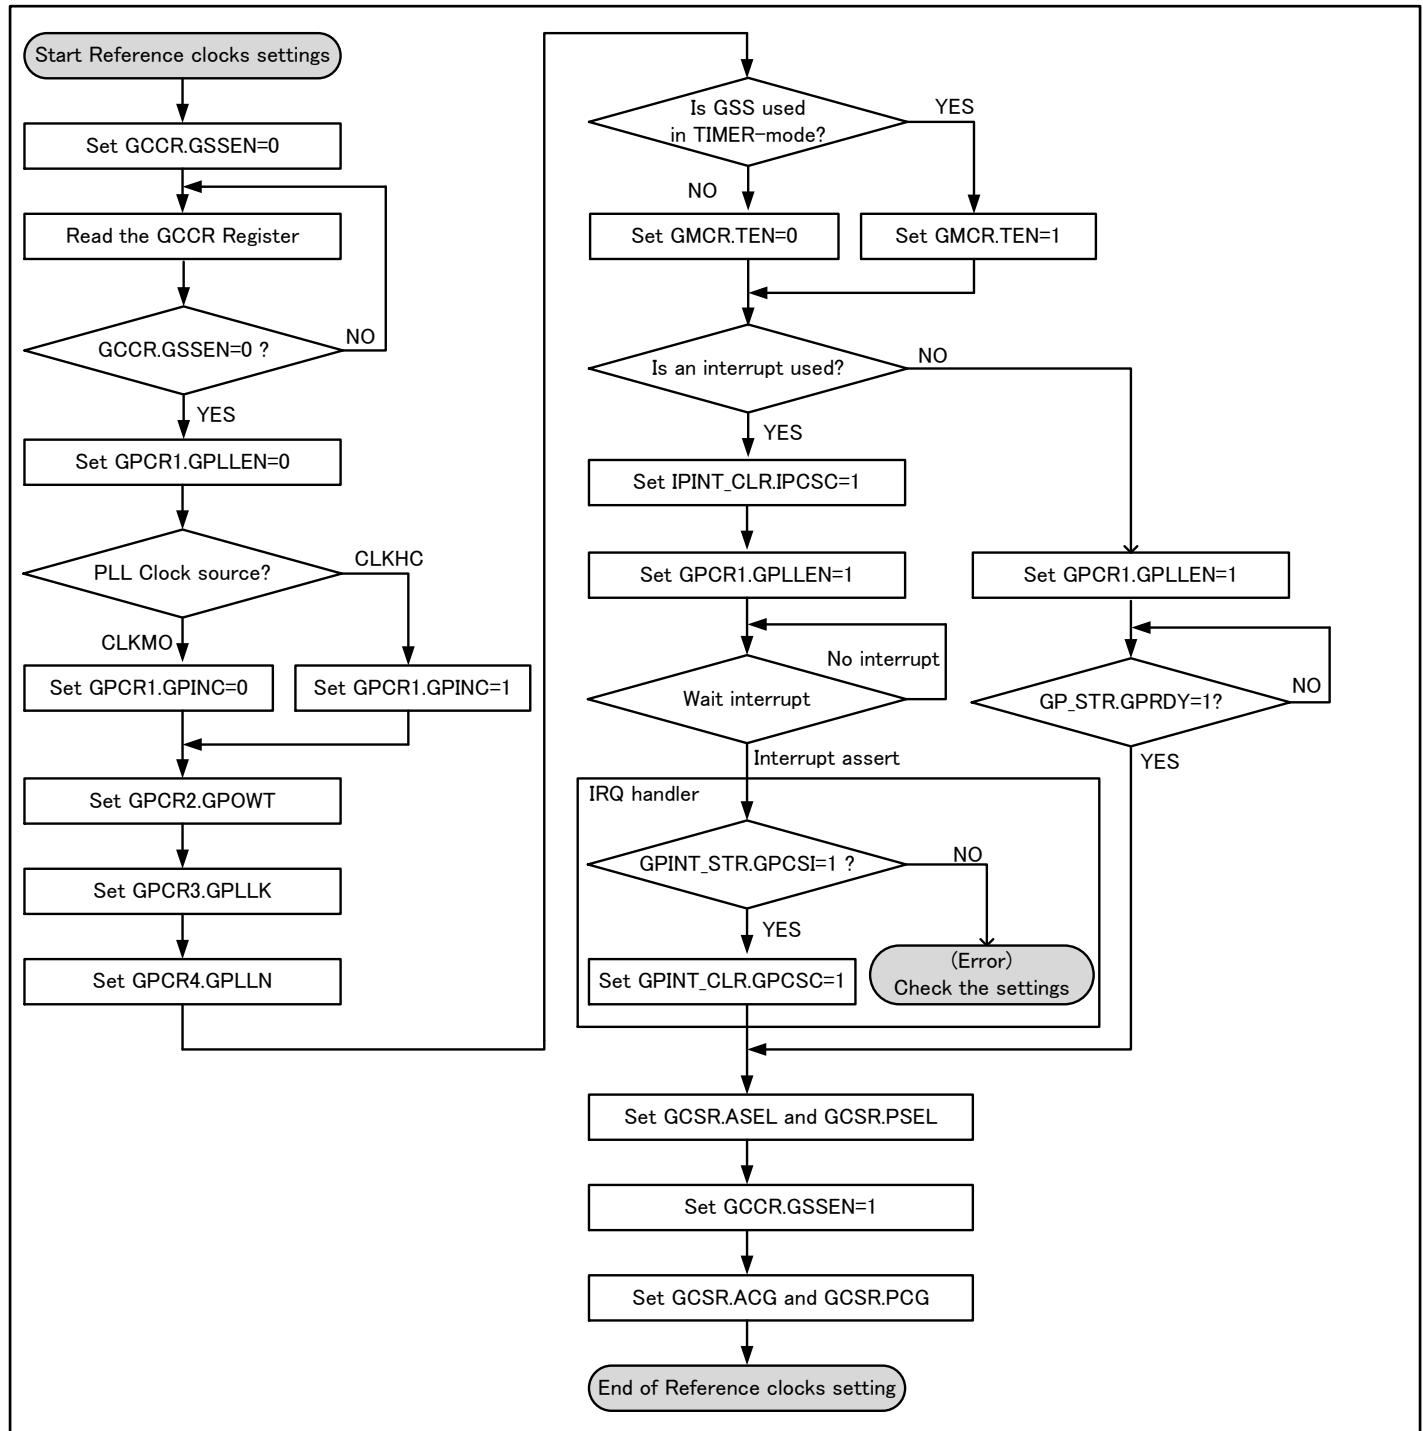 Start Reference clocks settings
Set GCCR.GSSEN=0
Read the GCCR Register
GCCR.GSSEN=0 ?
NO
YES
Set GPCR1.GPLLEN=0
PLL Clock source?
CLKHC
CLKMO
Set GPCR1.GPINC=0
Set GPCR1.GPINC=1
Set GPCR2.GPOWT
Set GPCR3.GPLLK
Set GPCR4.GPLLN
Is GSS used
in TIMER-mode?
YES
NO
Set GMCR.TEN=0
Set GMCR.TEN=1
Is an interrupt used?
NO
YES
Set IPINT_CLR.IPCSC=1
Set GPCR1.GPLLEN=1
Set GPCR1.GPLLEN=1
No interrupt
Wait interrupt
GP_STR.GPRDY=1?
NO
YES
Interrupt assert
IRQ handler
GPINT_STR.GPCSI=1 ?
NO
YES
Set GPINT_CLR.GPCSC=1
(Error)
Check the settings
Set GCSR.ASEL and GCSR.PSEL
Set GCCR.GSSEN=1
Set GCSR.ACG and GCSR.PCG
End of Reference clocks setting